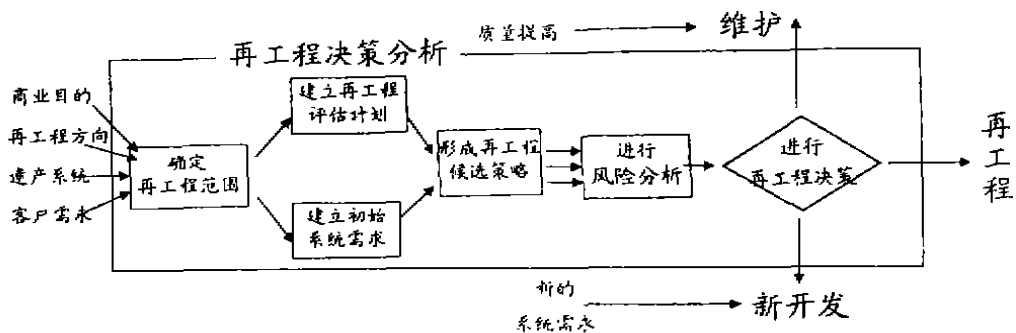 质量提高
维护
再工程决策分析
商业目的
再工程方向
遗产系统
客户需求
确定
再工程范围
建立再工程
评估计划
建立初始
系统需求
形成再工程
候选策略
进行
风险分析
进行
再工程决策
再
工
程
新的
系统需求
新开发